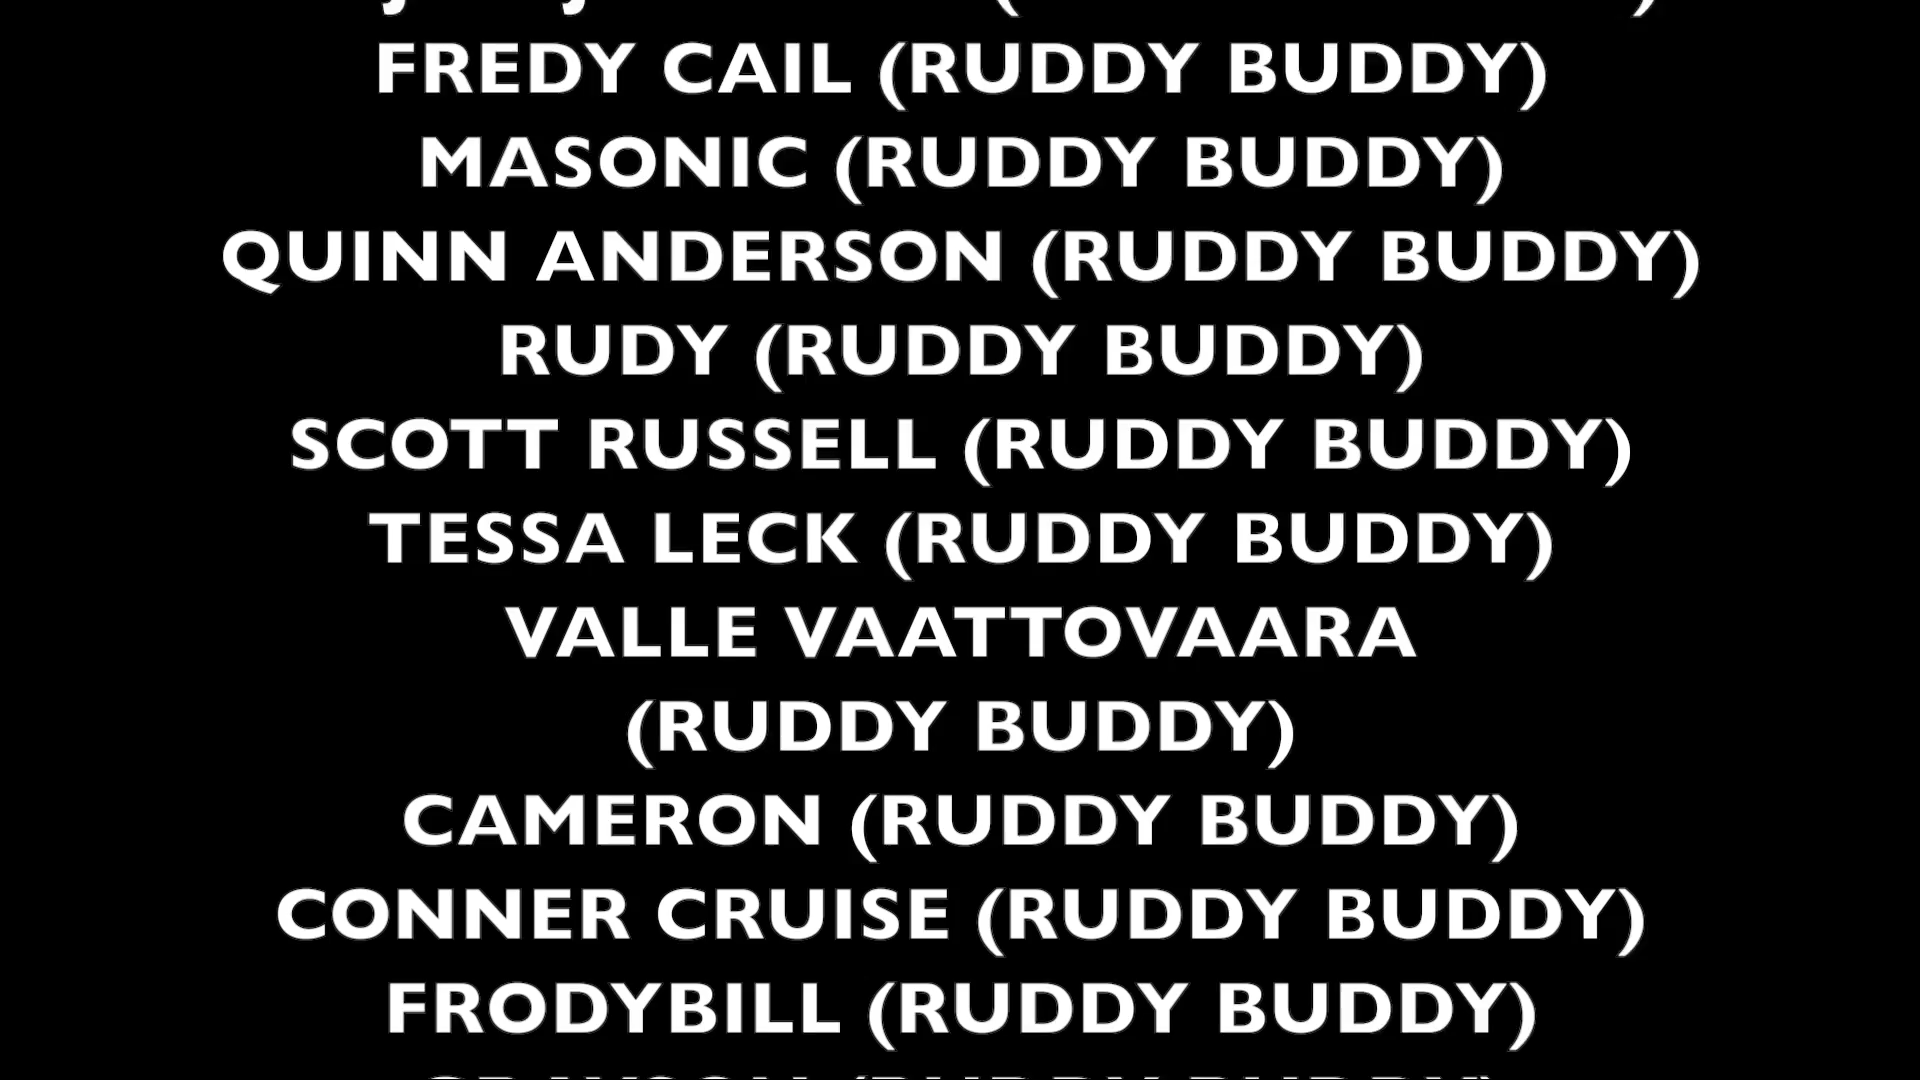 FREDY CAIL (RUDDY BUDDY)
MASONIC (RUDDY BUDDY)
QUINN ANDERSON (RUDDY BUDDY)
RUDY (RUDDY BUDDY)
SCOTT RUSSELL (RUDDY BUDDY)
TESSA LECK (RUDDY BUDDY)
VALLE VAATTOVAARA
(RUDDY BUDDY)
CAMERON (RUDDY BUDDY)
CONNER CRUISE (RUDDY BUDDY)
FRODYBILL (RUDDY BUDDY)